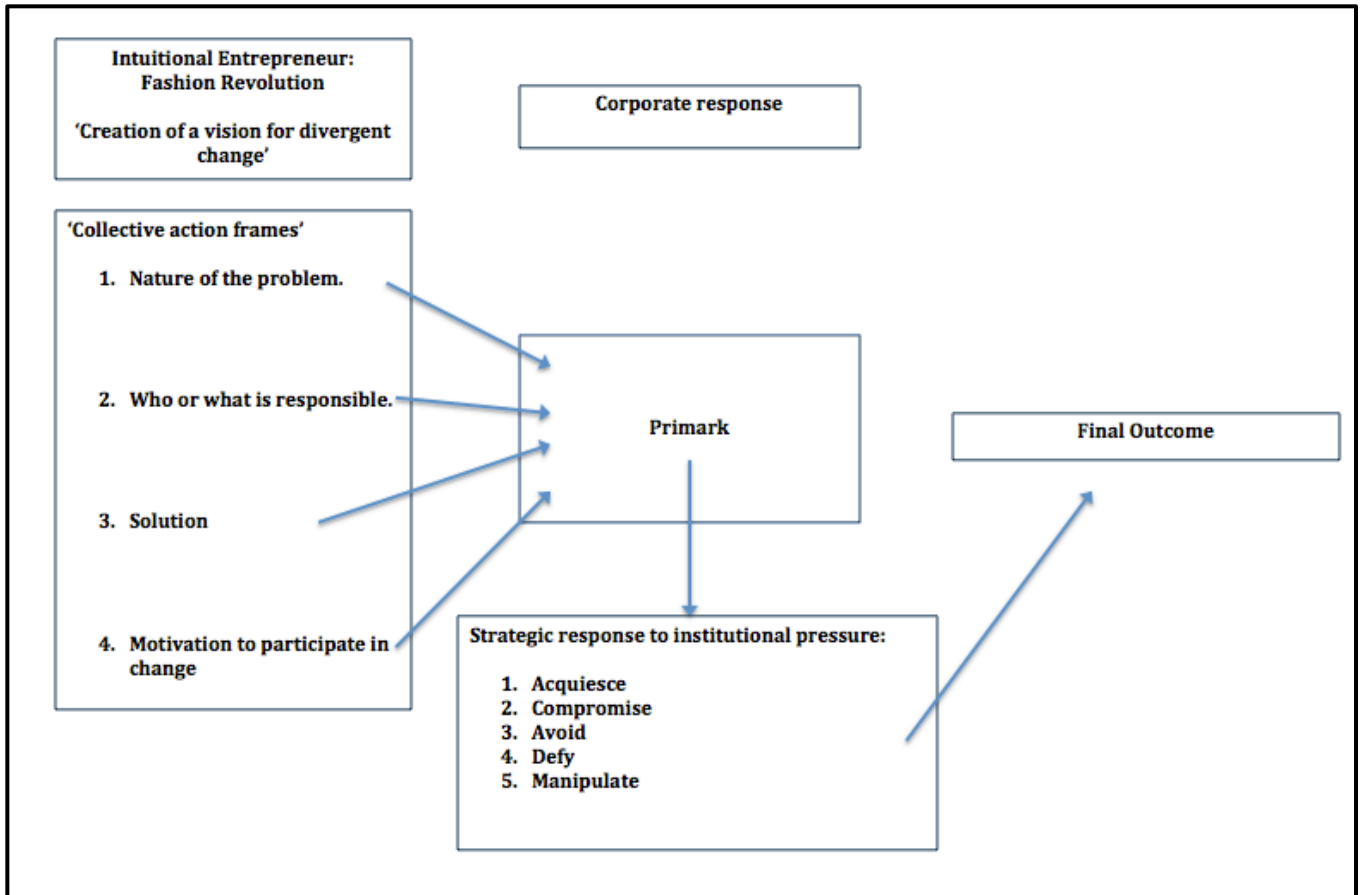 Intuitional Entrepreneur:
Fashion Revolution
‘Creation of a vision for divergent
change’
Corporate response
‘Collective action frames’
1. Nature of the problem.
2. Who or what is responsible.
3. Solution
4. Motivation to participate in
change
Primark
Final Outcome
Strategic response to institutional pressure:
1. Acquiesce
2. Compromise
3. Avoid
4. Defy
5. Manipulate